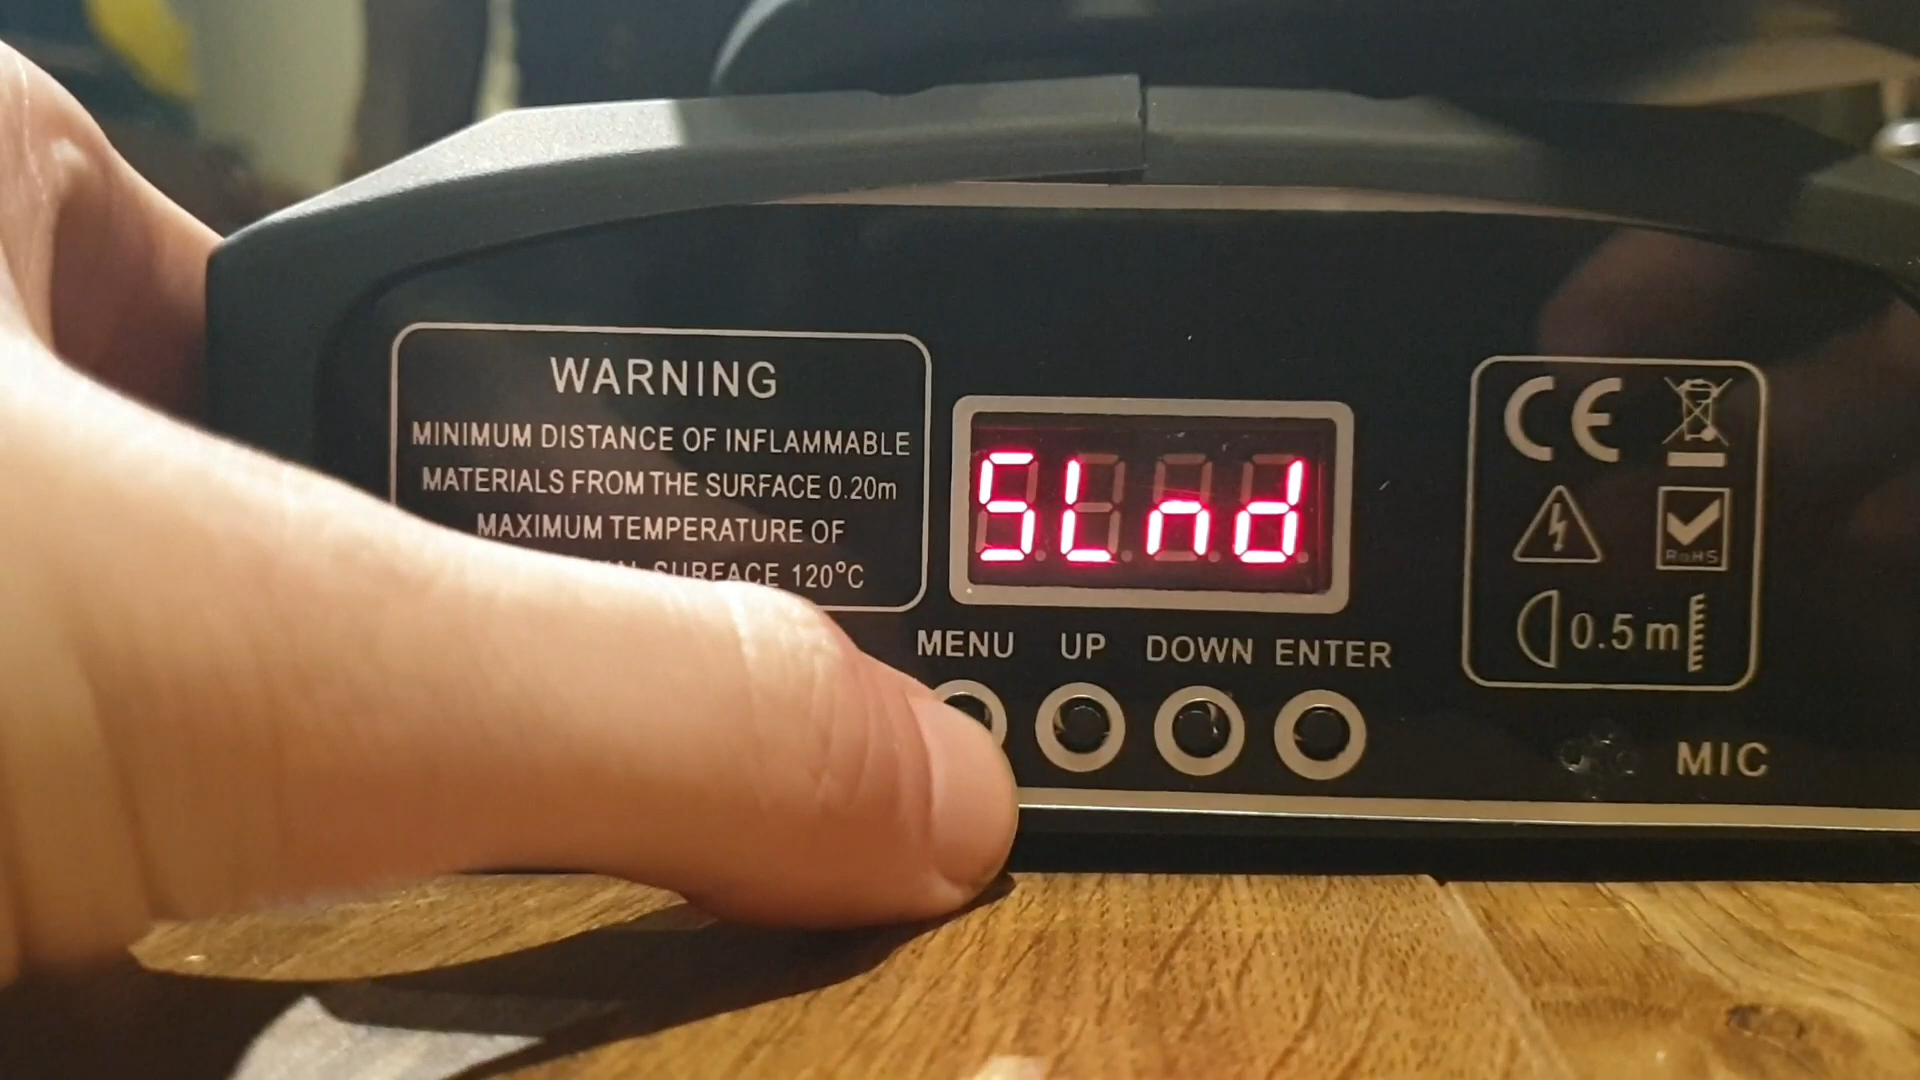 WARNING
MINIMUM DISTANCE OF INFLAMMABLE
MATERIALS FROM THE SURFACE 0.20m
MAXIMUM TEMPERATURE OF
SURFACE 120°C
SLnd
MENU UP DOWN ENTER
CE
RoHS
0.5 m
MIC